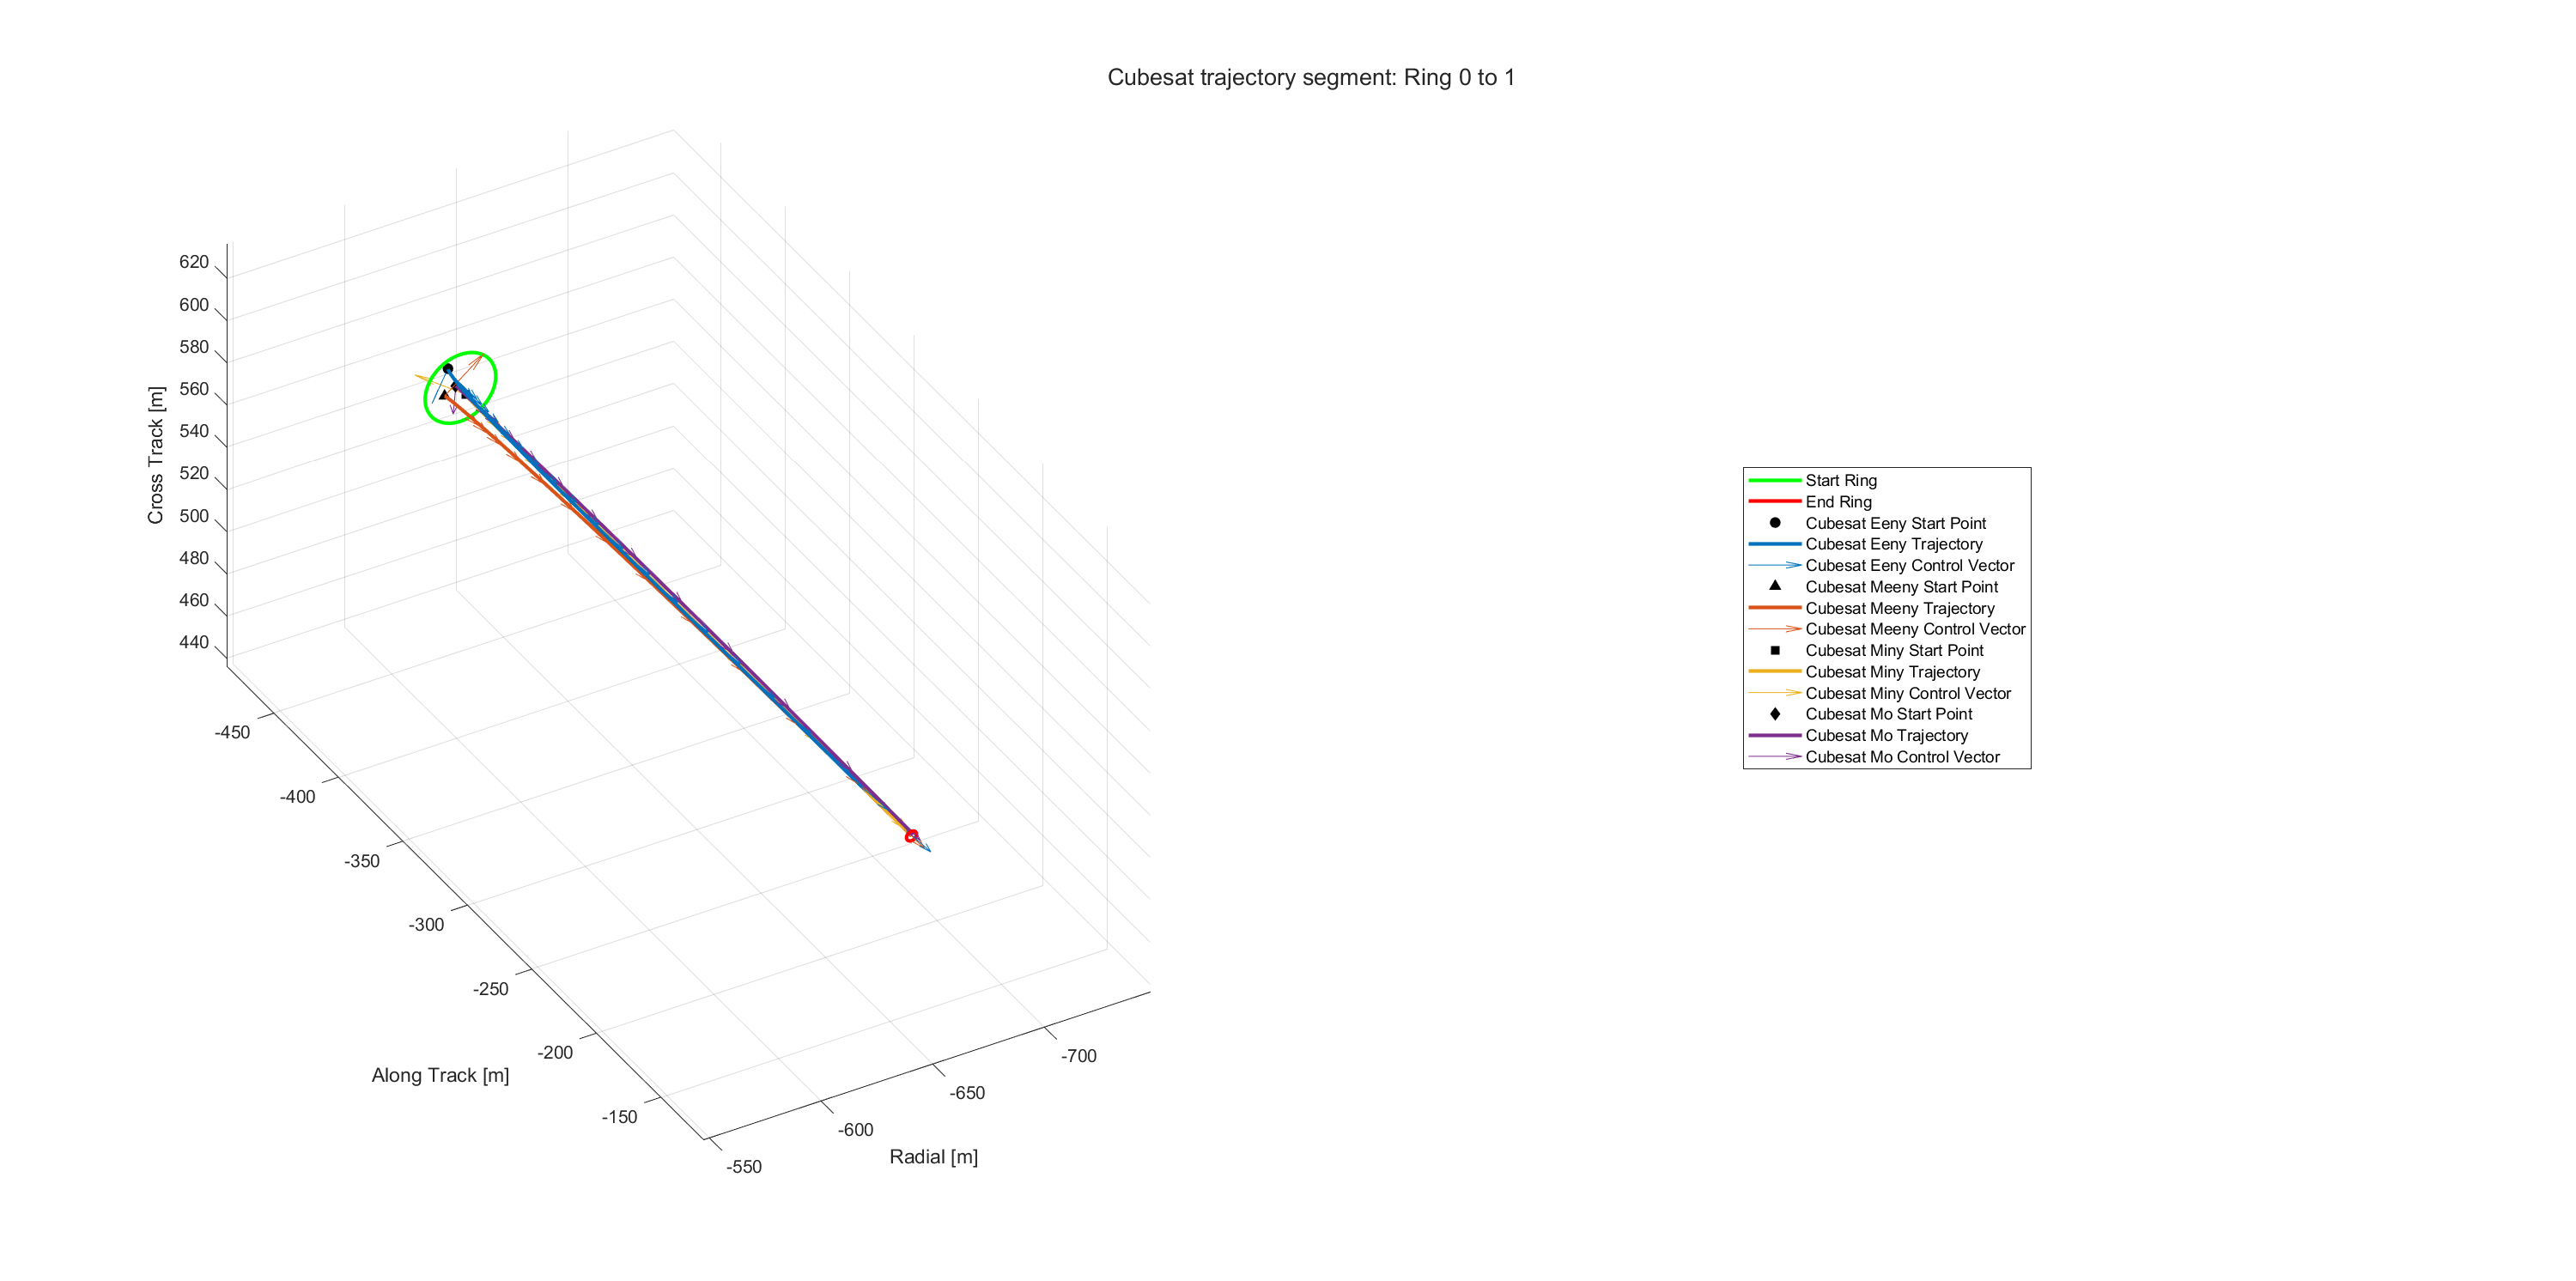 Cubesat trajectory segment: Ring 0 to 1
620
600
580
560
540
520
500
480
460
440
Cross Track [m]
-450
-400
-350
-300
-250
-200
-150
Along Track [m]
-550
-600
-650
-700
Radial [m]
Start Ring
End Ring
Cubesat Eeny Start Point
Cubesat Eeny Trajectory
Cubesat Eeny Control Vector
Cubesat Meeny Start Point
Cubesat Meeny Trajectory
Cubesat Meeny Control Vector
Cubesat Miny Start Point
Cubesat Miny Trajectory
Cubesat Miny Control Vector
Cubesat Mo Start Point
Cubesat Mo Trajectory
Cubesat Mo Control Vector